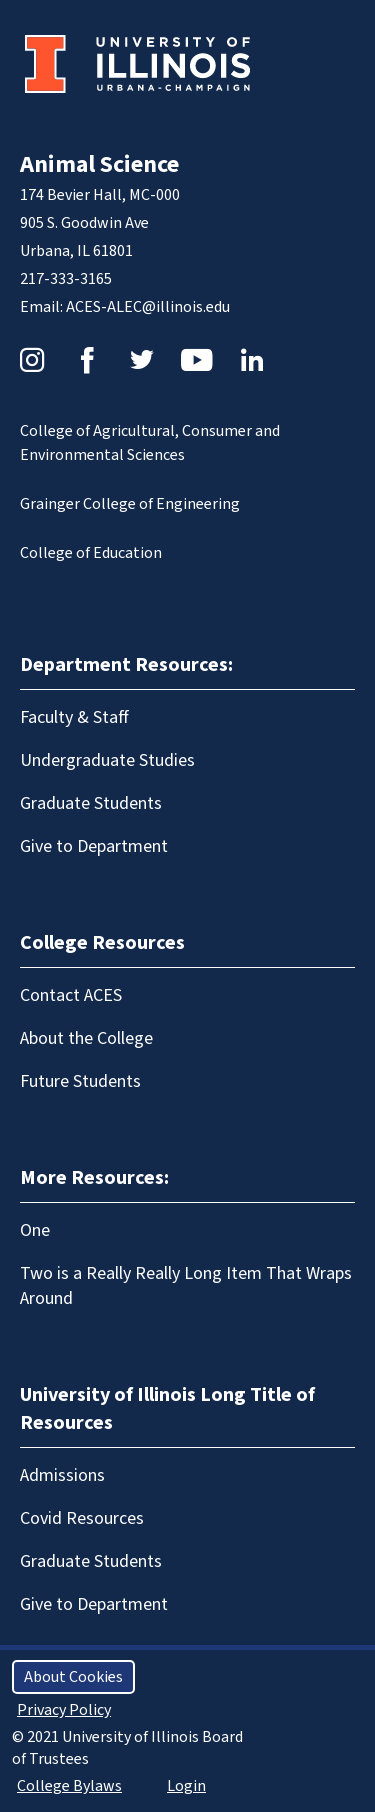 UNIVERSITY OF
ILLINOIS
URBANA-CHAMPAIGN
Animal Science
174 Bevier Hall, MC-000
905 S. Goodwin Ave
Urbana, IL 61801
217-333-3165
Email: ACES-ALEC@illinois.edu
College of Agricultural, Consumer and
Environmental Sciences
Grainger College of Engineering
College of Education
Department Resources:
Faculty & Staff
Undergraduate Studies
Graduate Students
Give to Department
College Resources
Contact ACES
About the College
Future Students
More Resources:
One
Two is a Really Really Long Item That Wraps
Around
University of Illinois Long Title of
Resources
Admissions
Covid Resources
Graduate Students
Give to Department
About Cookies
Privacy Policy
© 2021 University of Illinois Board
of Trustees
College Bylaws Login